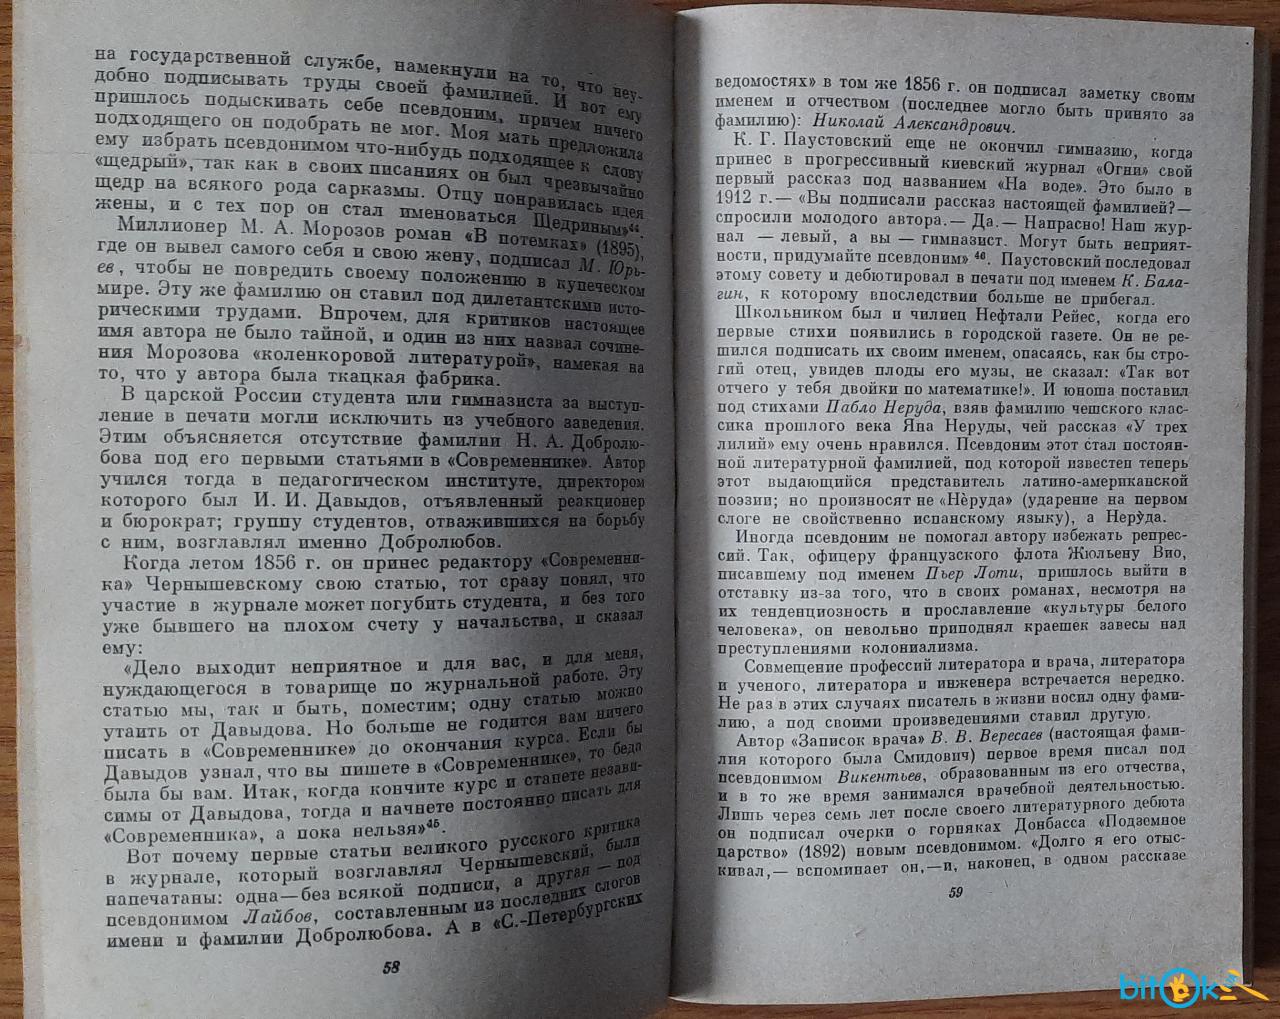 на государственной службе, намекнули на то, что неу-
добно подписывать труды своей фамилией. И вот ему
пришлось подыскивать себе псевдоним, причем ничего
подходящего он подобрать не мог. Моя мать предложила
ему избрать псевдонимом что-нибудь подходящее к слову
«щедрый», так как в своих писаниях он был чрезвычайно
щедр на всякого рода сарказмы. Отцу понравилась идея
жены, и с тех пор он стал именоваться Щедриным»⁴⁴.
Миллионер М. А. Морозов роман «В потемках» (1895),
где он вывел самого себя и свою жену, подписал М. Юрь-
ев, чтобы не повредить своему положению в купеческом
мире. Эту же фамилию он ставил под дилетантскими исто-
рическими трудами. Впрочем, для критиков настоящее
имя автора не было тайной, и один из них назвал сочине-
ния Морозова «коленкоровой литературой», намекая на
то, что у автора была ткацкая фабрика.
В царской России студента или гимназиста за выступ-
ление в печати могли исключить из учебного заведения.
Этим объясняется отсутствие фамилии Н. А. Добролю-
бова под его первыми статьями в «Современнике». Автор
учился тогда в педагогическом институте, директором
которого был И. И. Давыдов, отъявленный реакционер
и бюрократ; группу студентов, отважившихся на борьбу
с ним, возглавлял именно Добролюбов.
Когда летом 1856 г. он принес редактору «Современни-
ка» Чернышевскому свою статью, тот сразу понял, что
участие в журнале может погубить студента, и без того
уже бывшего на плохом счету у начальства, и сказал
ему:
«Дело выходит неприятное и для вас, и для меня,
нуждающегося в товарище по журнальной работе. Эту
статью мы, так и быть, поместим; одну статью можно
утаить от Давыдова. Но больше не годится вам ничего
писать в «Современнике» до окончания курса. Если бы
Давыдов узнал, что вы пишете в «Современнике», то беда
была бы вам. Итак, когда кончите курс и станете незави-
симы от Давыдова, тогда и начнете постоянно писать для
«Современника», а пока нельзя»⁴⁵.
Вот почему первые статьи великого русского критика
в журнале, который возглавлял Чернышевский, были
напечатаны: одна — без всякой подписи, а другая — под
псевдонимом Лайбов, составленным из последних слогов
имени и фамилии Добролюбова. А в «С.-Петербургских
58
ведомостях» в том же 1856 г. он подписал заметку своим
именем и отчеством (последнее могло быть принято за
фамилию): Николай Александрович.
К. Г. Паустовский еще не окончил гимназию, когда
принес в прогрессивный киевский журнал «Огни» свой
первый рассказ под названием «На воде». Это было в
1912 г.— «Вы подписали рассказ настоящей фамилией?—
спросили молодого автора.— Да.— Напрасно! Наш жур-
нал — левый, а вы — гимназист. Могут быть неприят-
ности, придумайте псевдоним» ⁴⁶. Паустовский последовал
этому совету и дебютировал в печати под именем К. Бала-
гин, к которому впоследствии больше не прибегал.
Школьником был и чилиец Нефтали Рейес, когда его
первые стихи появились в городской газете. Он не ре-
шился подписать их своим именем, опасаясь, как бы стро-
гий отец, увидев плоды его музы, не сказал: «Так вот
отчего у тебя двойки по математике!». И юноша поставил
под стихами Пабло Неруда, взяв фамилию чешского клас-
сика прошлого века Яна Неруды, чей рассказ «У трех
лилий» ему очень нравился. Псевдоним этот стал постоян-
ной литературной фамилией, под которой известен теперь
этот выдающийся представитель латино-американской
поэзии; но произносят не «Нѐруда» (ударение на первом
слоге не свойственно испанскому языку), а Неру̀да.
Иногда псевдоним не помогал автору избежать репрес-
сий. Так, офицеру французского флота Жюльену Вио,
писавшему под именем Пьер Лоти, пришлось выйти в
отставку из-за того, что в своих романах, несмотря на
их тенденциозность и прославление «культуры белого
человека», он невольно приподнял краешек завесы над
преступлениями колониализма.
Совмещение профессий литератора и врача, литератора
и ученого, литератора и инженера встречается нередко.
Не раз в этих случаях писатель в жизни носил одну фами-
лию, а под своими произведениями ставил другую.
Автор «Записок врача» В. В. Вересаев (настоящая фами-
лия которого была Смидович) первое время писал под
псевдонимом Викентьев, образованным из его отчества,
и в то же время занимался врачебной деятельностью.
Лишь через семь лет после своего литературного дебюта
он подписал очерки о горняках Донбасса «Подземное
царство» (1892) новым псевдонимом. «Долго я его отыс-
кивал,— вспоминает он,— и, наконец, в одном рассказе
59
bitOk